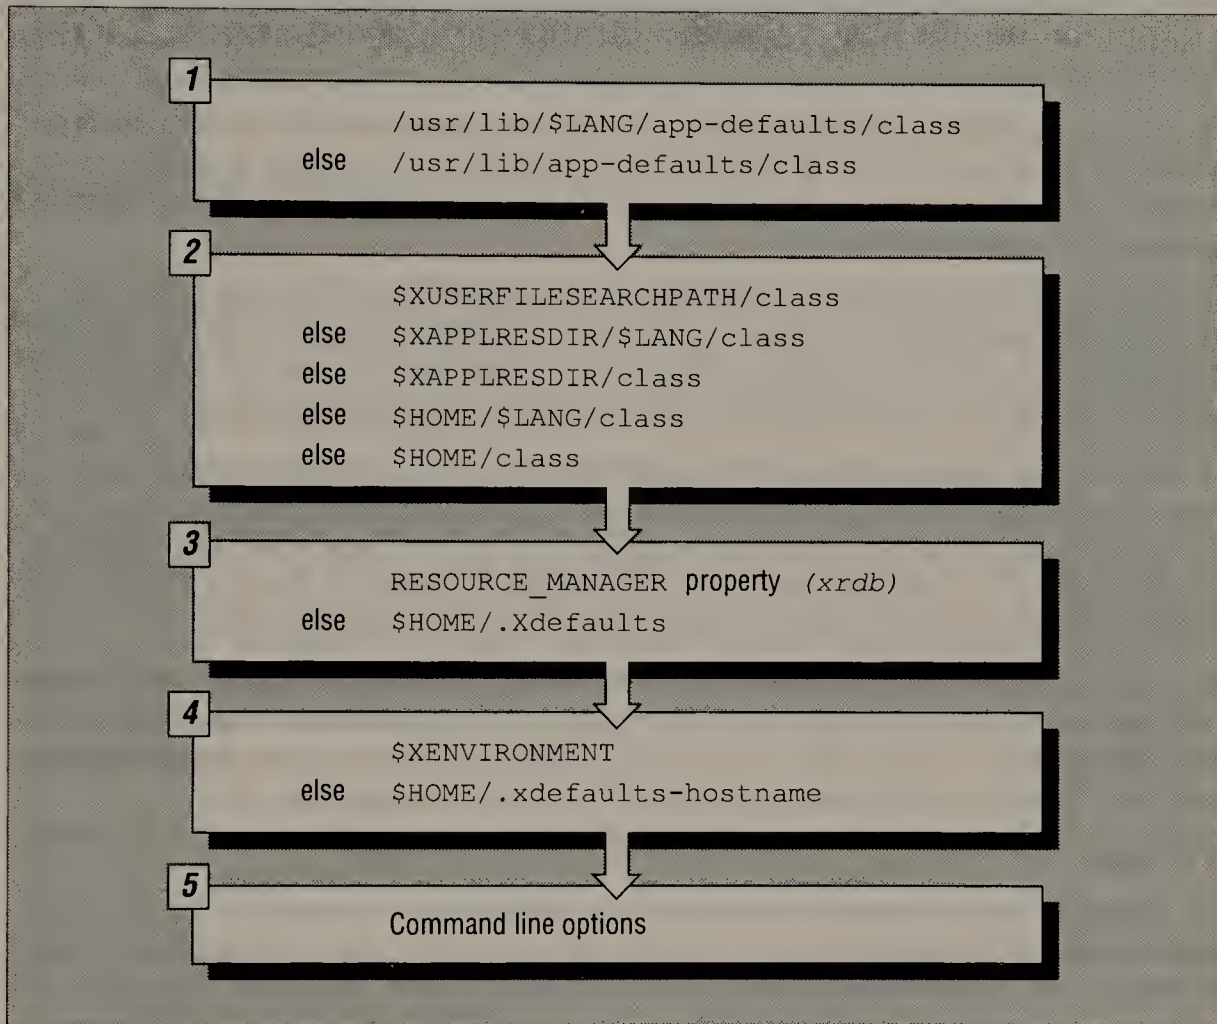 1
/usr/lib/$LANG/app-defaults/class
else /usr/lib/app-defaults/class
2
$XUSERFILESEARCHPATH/class
else $XAPPLRESDIR/$LANG/class
else $XAPPLRESDIR/class
else $HOME/$LANG/class
else $HOME/class
3
RESOURCE_MANAGER property (xrdb)
else $HOME/.Xdefaults
4
$XENVIRONMENT
else $HOME/.xdefaults-hostname
5
Command line options